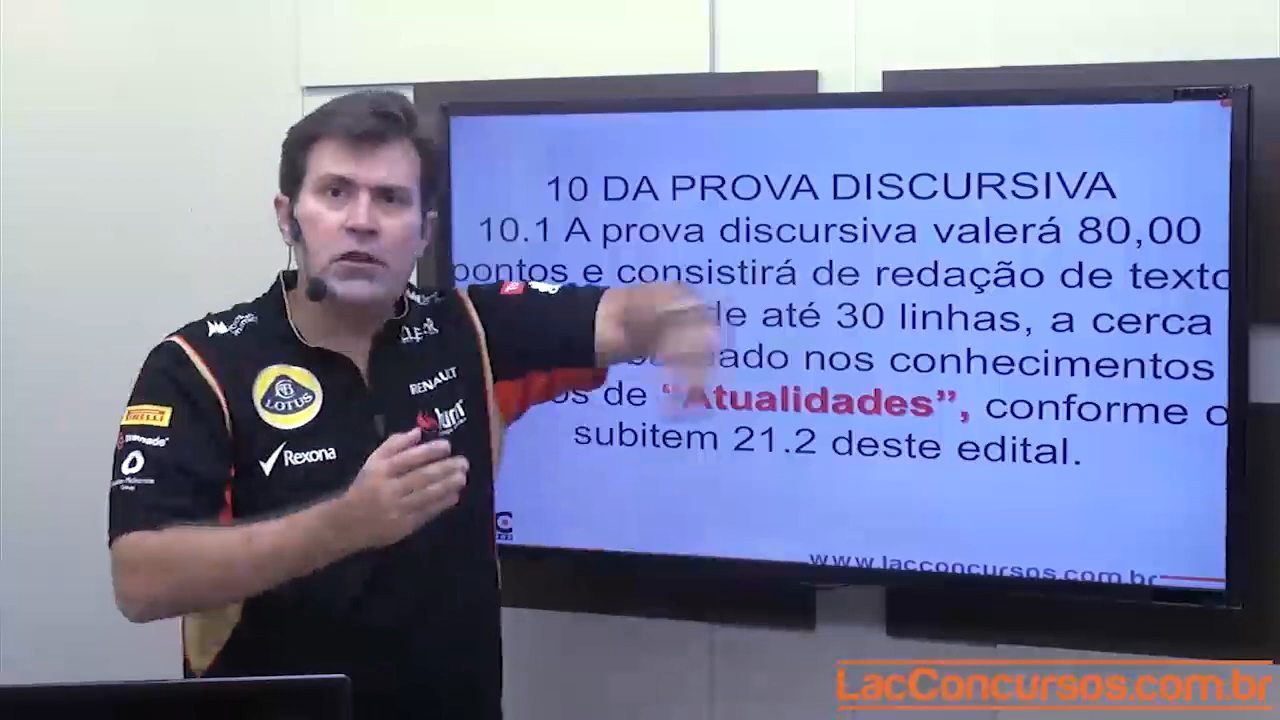 10 DA PROVA DISCURSIVA
10.1 A prova discursiva valerá 80,00
pontos e consistirá de redação de texto
de até 30 linhas, a cerca
nos conhecimentos
de “Atualidades”, conforme o
subitem 21.2 deste edital.
www.lacconcursos.com.br
LOTUS
RENAULT
PIRELLI
Rexona
burn
LacConcursos.com.br